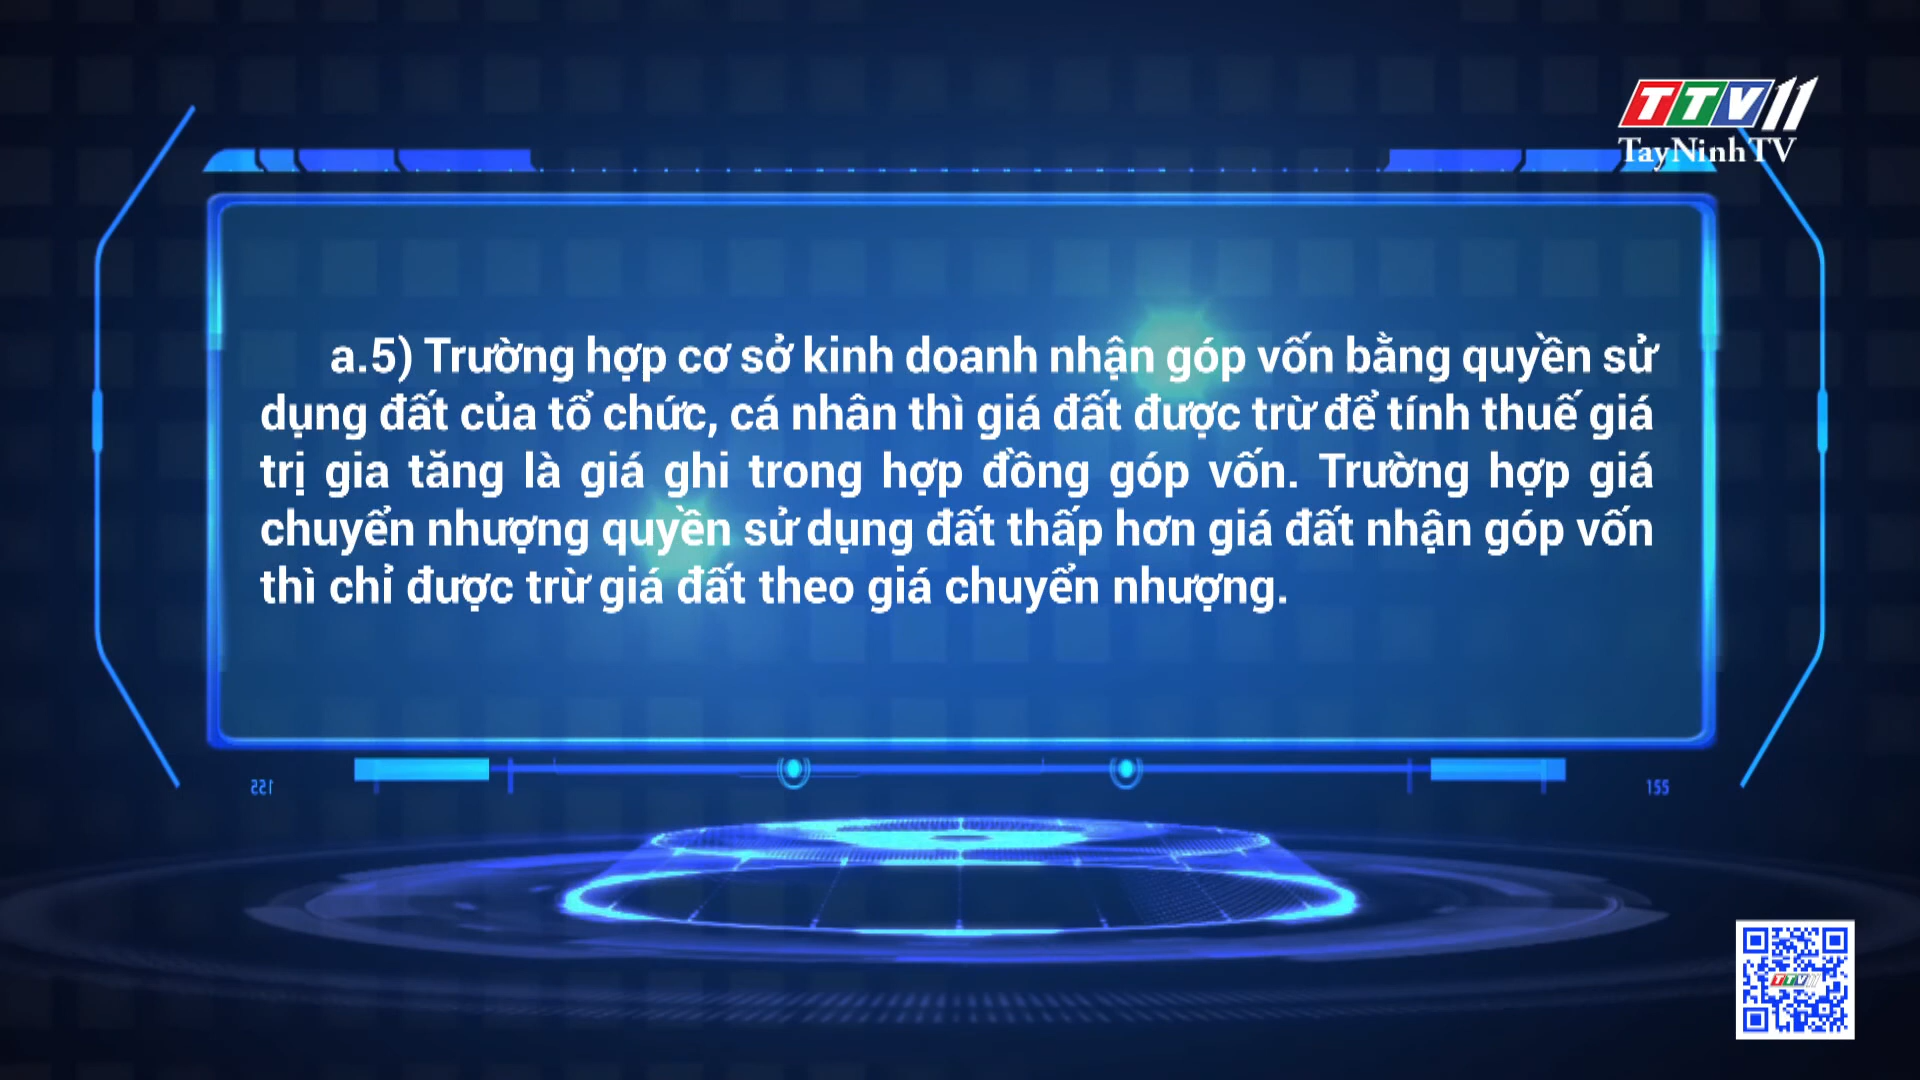 TTV11
TayNinhTV
a.5) Trường hợp cơ sở kinh doanh nhận góp vốn bằng quyền sử
dụng đất của tổ chức, cá nhân thì giá đất được trừ để tính thuế giá
trị gia tăng là giá ghi trong hợp đồng góp vốn. Trường hợp giá
chuyển nhượng quyền sử dụng đất thấp hơn giá đất nhận góp vốn
thì chỉ được trừ giá đất theo giá chuyển nhượng.
155
155
TTV11